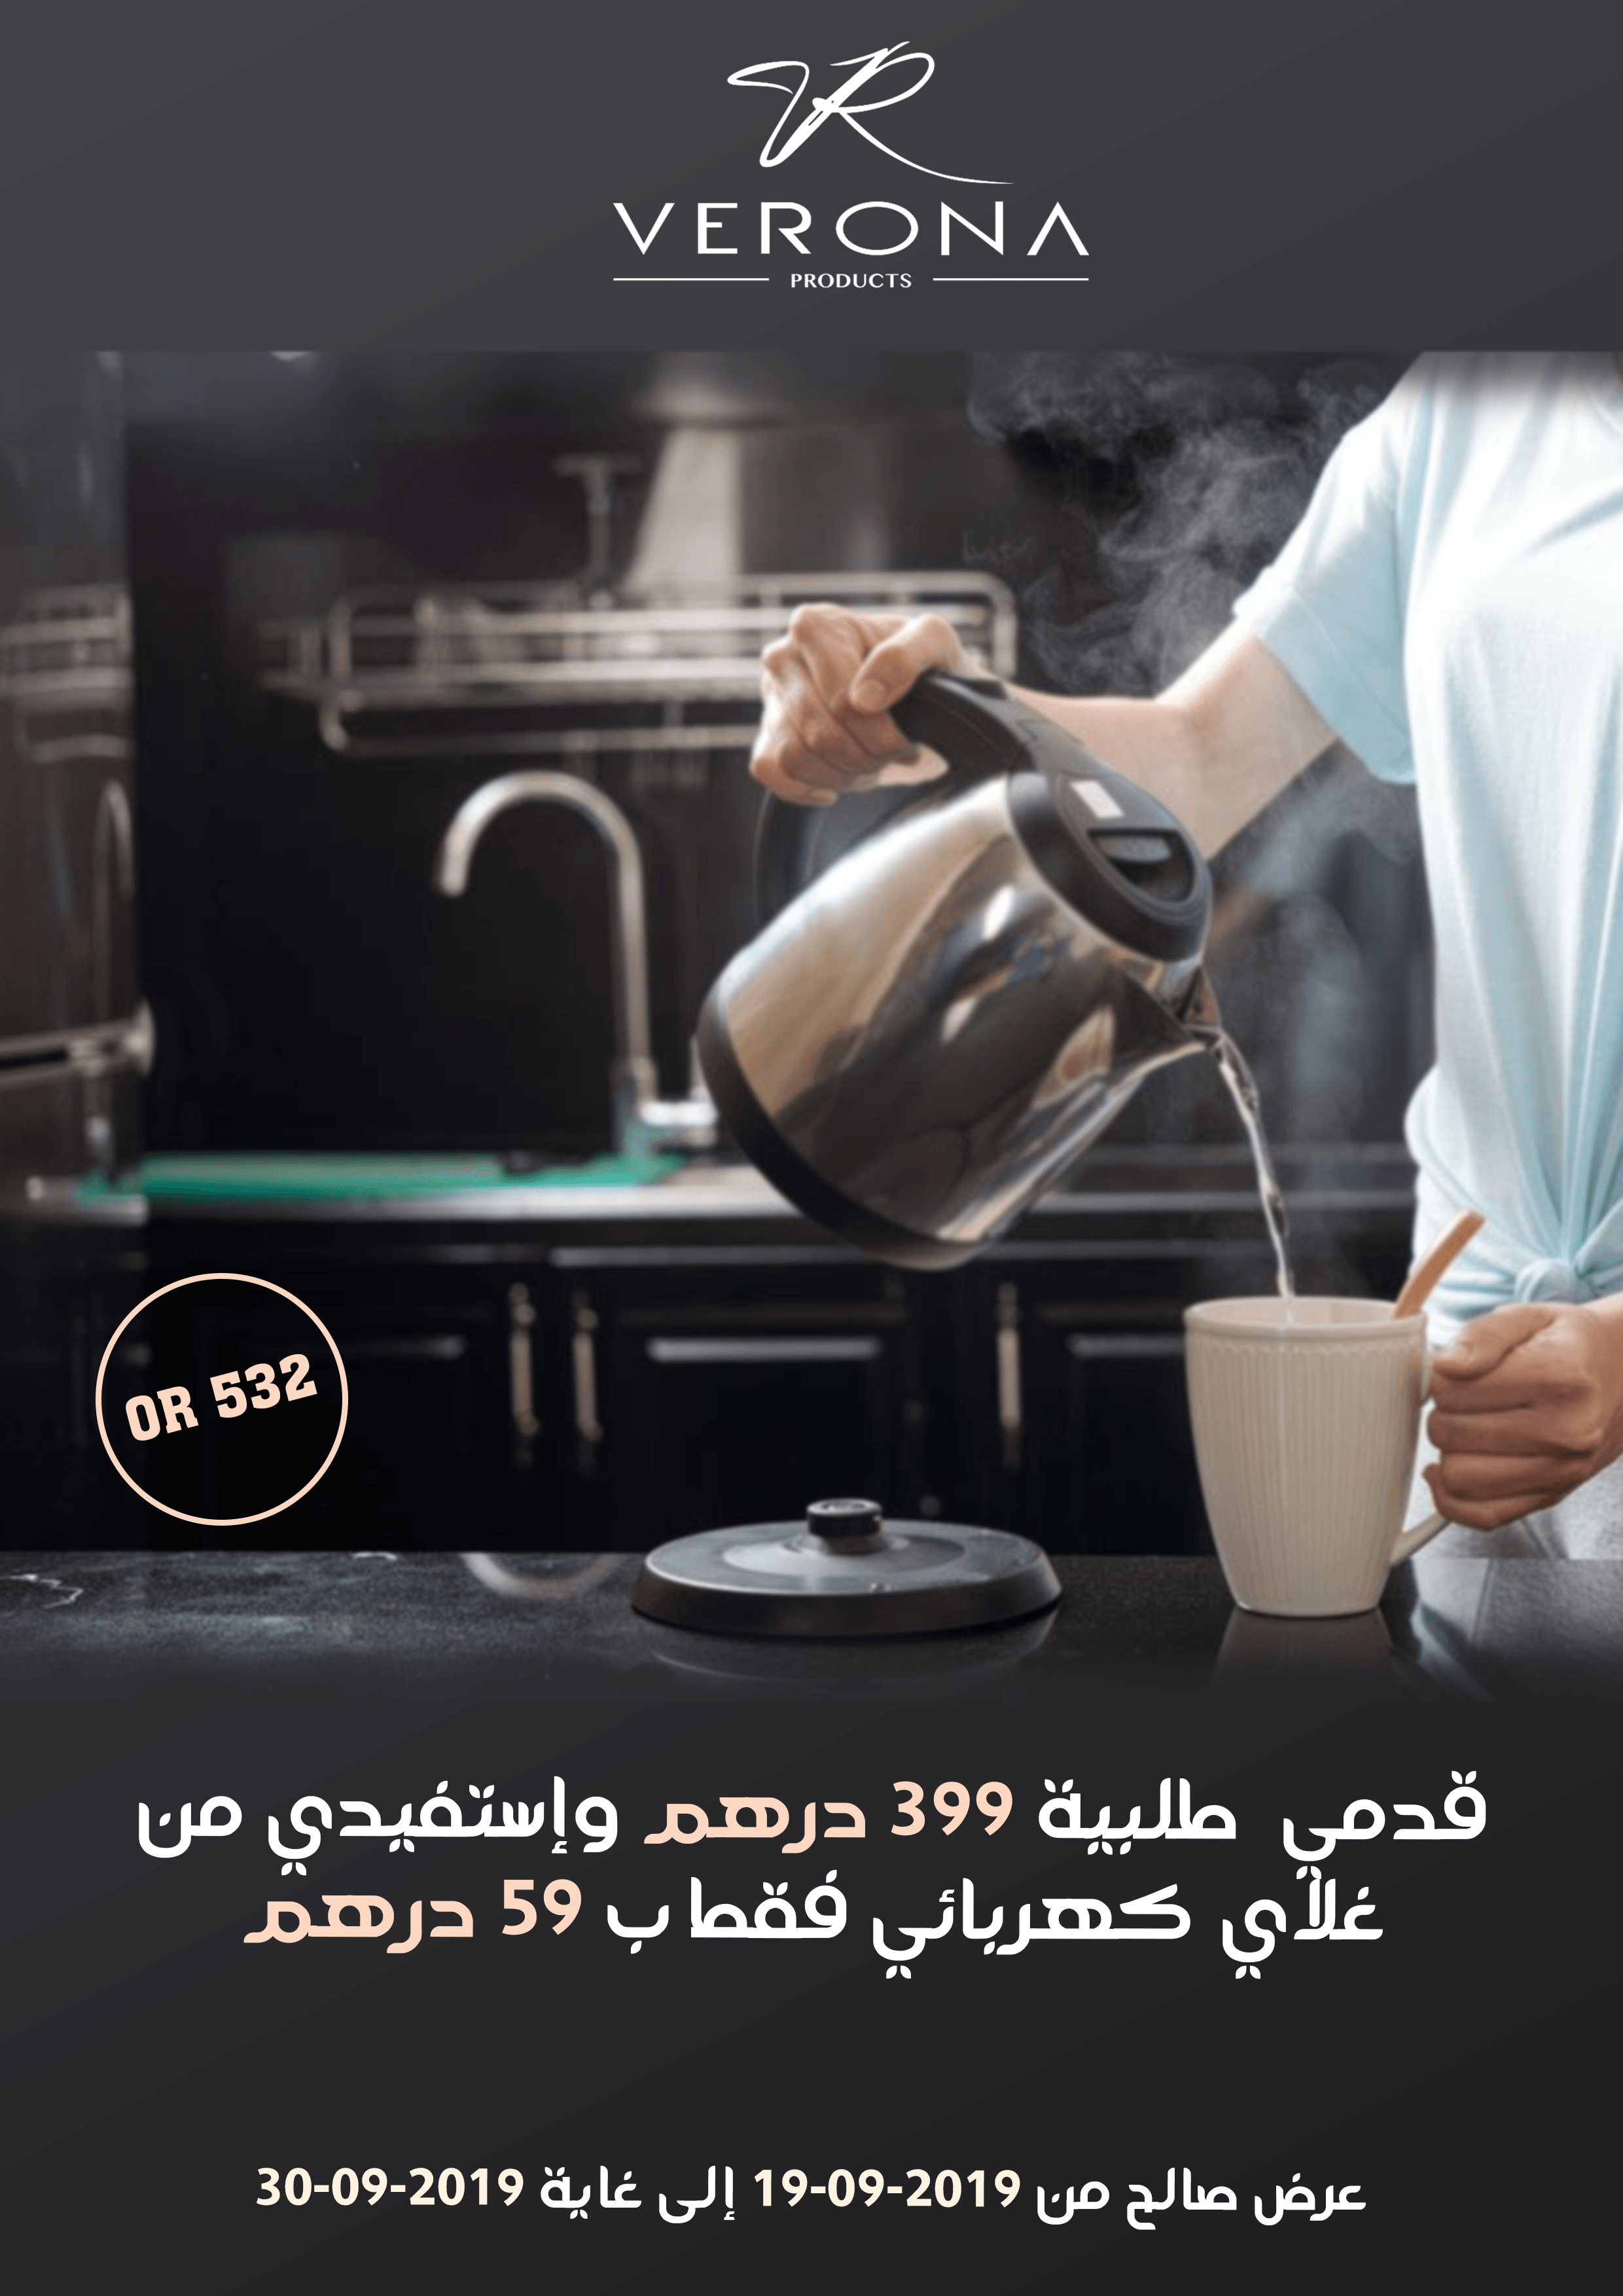 VR
VERONA
PRODUCTS
OR 532
قدمي طلبية 399 درهم وإستفيدي من
غلاي كهربائي فقط ب 59 درهم
عرض صالح من 19-09-2019 إلى غاية 30-09-2019